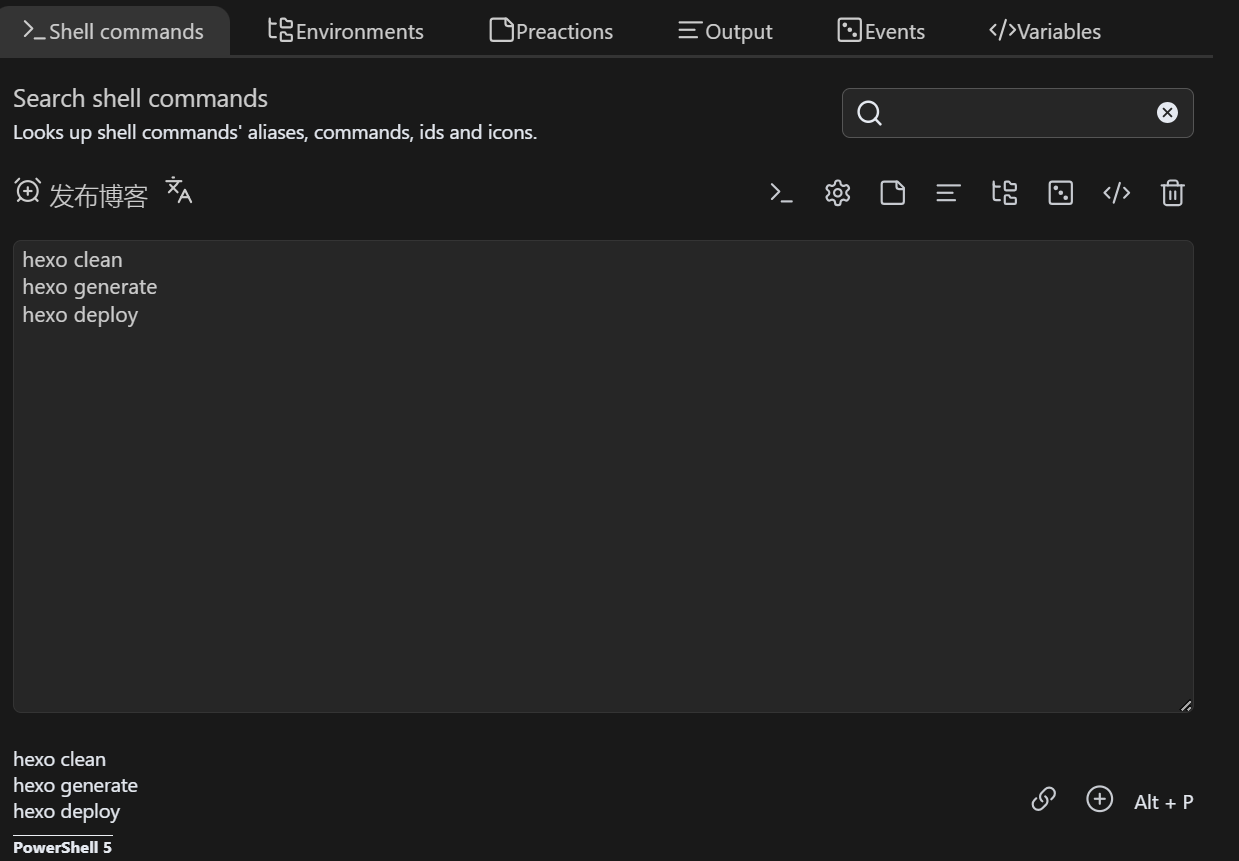 Shell commands Environments Preactions Output Events Variables
Search shell commands
Looks up shell commands' aliases, commands, ids and icons.
发布博客
hexo clean
hexo generate
hexo deploy
hexo clean
hexo generate
hexo deploy
Alt + P
PowerShell 5